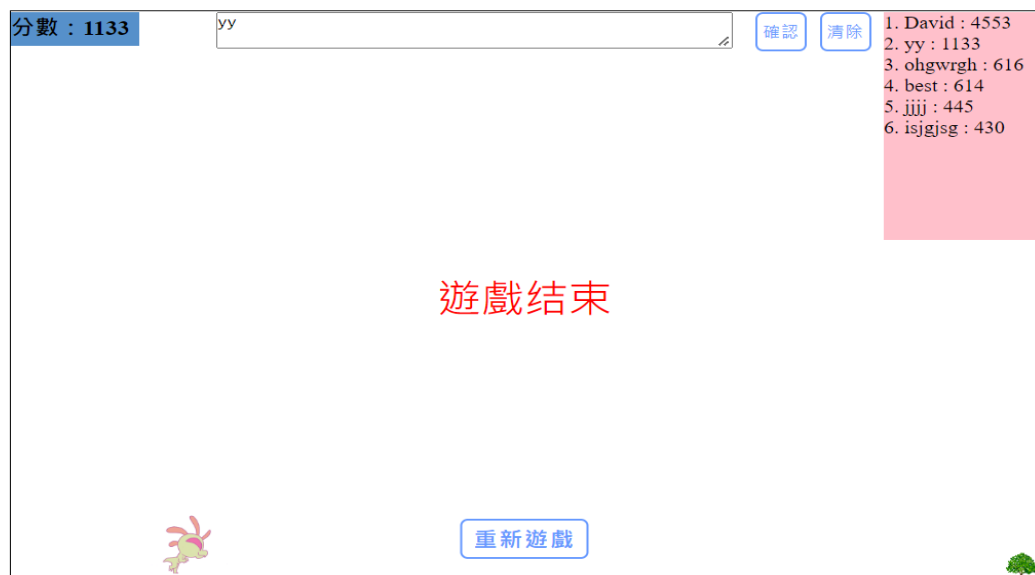 分數：1133
yy
確認
清除
1. David : 4553
2. yy : 1133
3. ohgwrgh : 616
4. best : 614
5. jjjj : 445
6. isjgjsg : 430
遊戲结束
重新遊戲